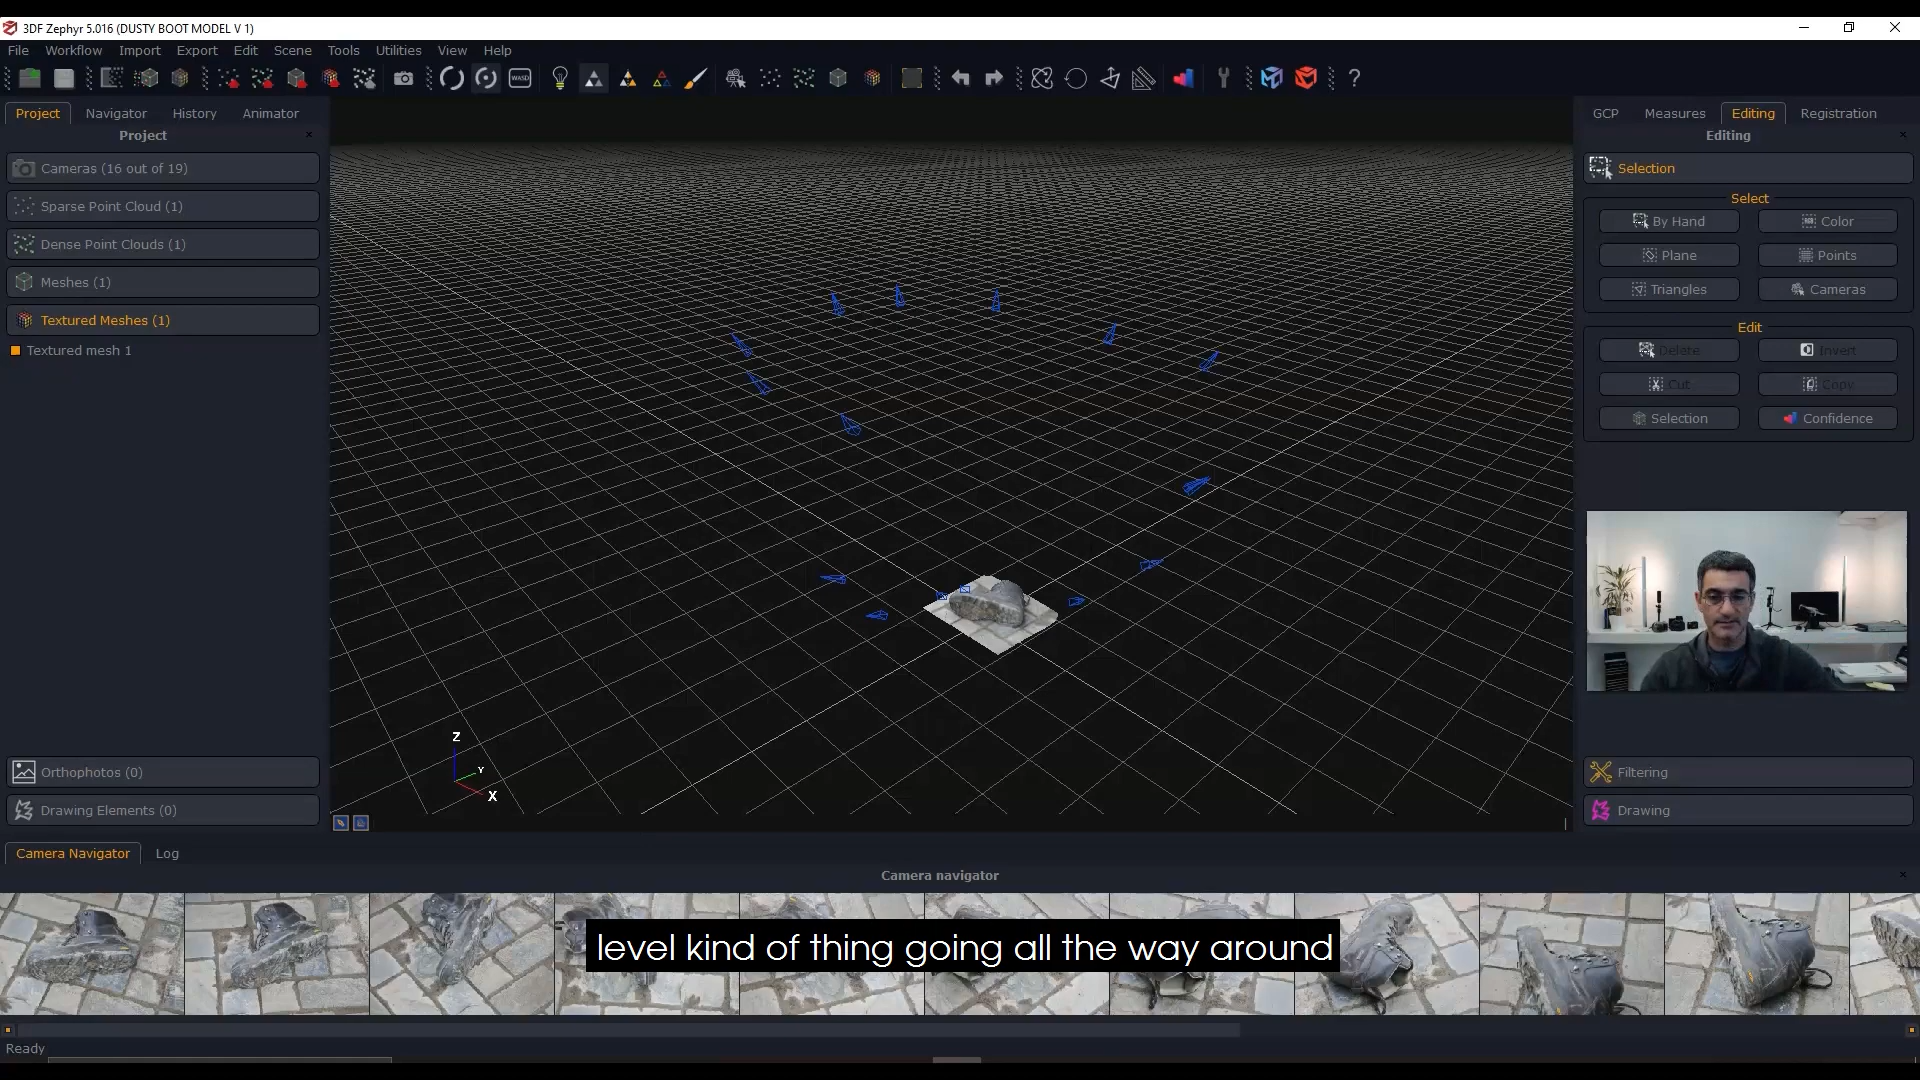 3DF Zephyr 5.016 (DUSTY BOOT MODEL V 1)
File Workflow Import Export Edit Scene Tools Utilities View Help
WASD
?
Project Navigator History Animator
Project
Cameras (16 out of 19)
Sparse Point Cloud (1)
Dense Point Clouds (1)
Meshes (1)
Textured Meshes (1)
Textured mesh 1
Orthophotos (0)
Drawing Elements (0)
Z
Y
X
GCP Measures Editing Registration
Editing
Selection
Select
By Hand Color
Plane Points
Triangles Cameras
Edit
Delete Invert
Cut Copy
Selection Confidence
Filtering
Drawing
Camera Navigator Log
Camera navigator
level kind of thing going all the way around
Ready